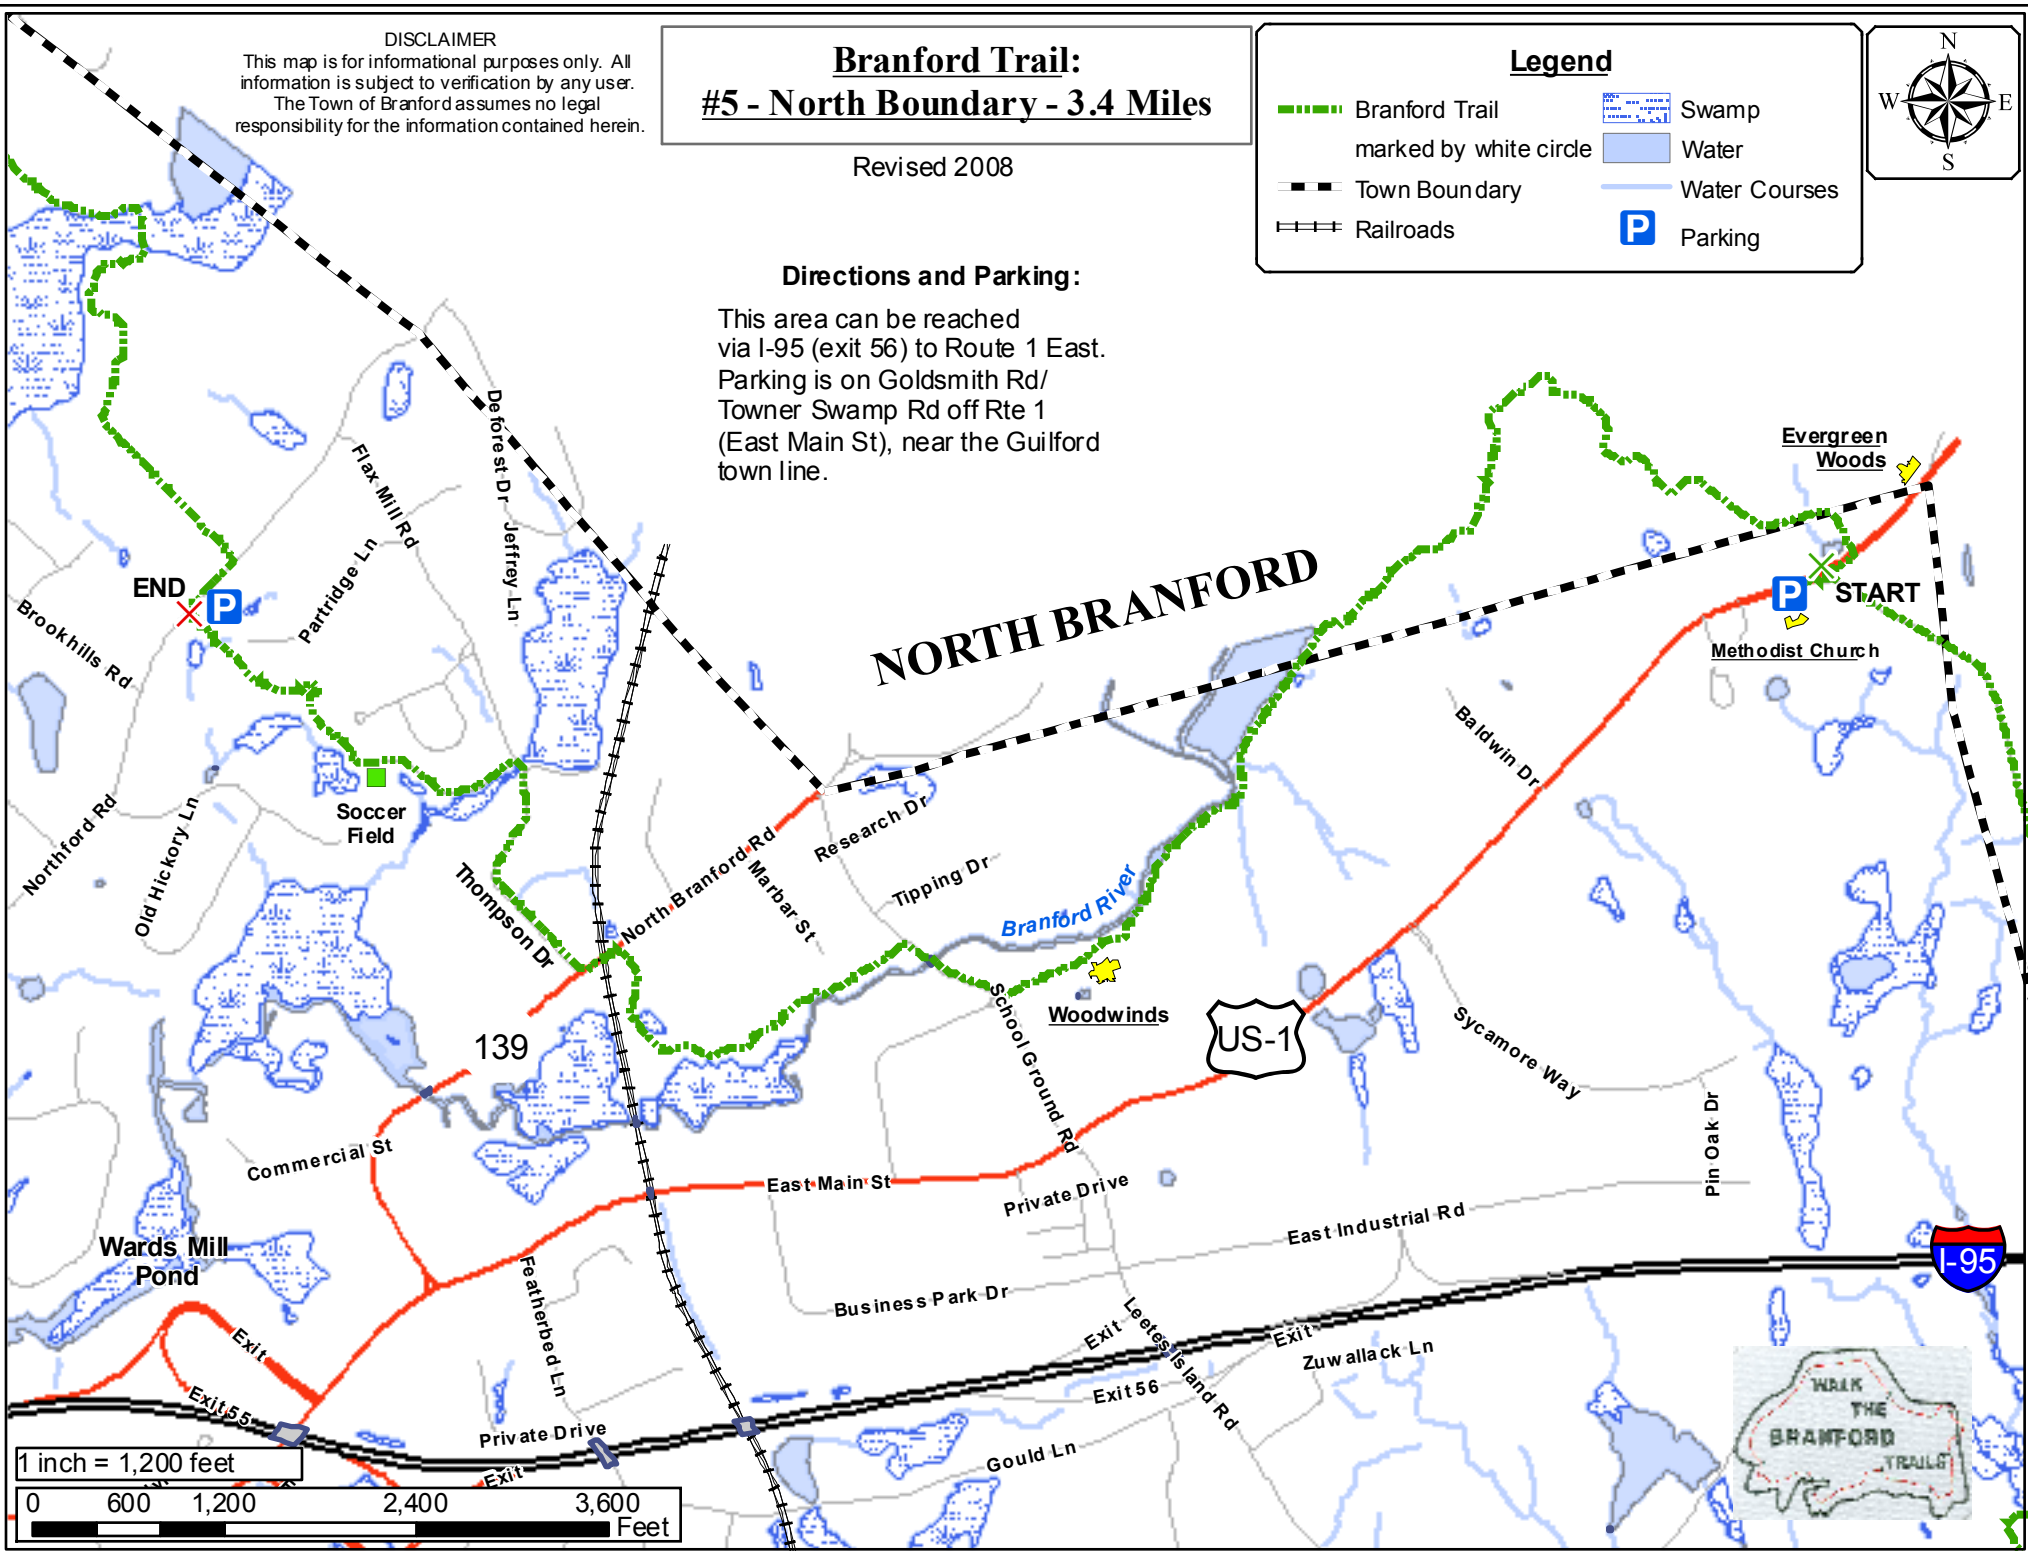 DISCLAIMER
This map is for informational purposes only. All
information is subject to verification by any user.
The Town of Branford assumes no legal
responsibility for the information contained herein.
Branford Trail:
#5 - North Boundary - 3.4 Miles
Revised 2008
Legend
Branford Trail
marked by white circle
Town Boundary
Railroads
Swamp
Water
Water Courses
P
Parking
N
W
E
S
Directions and Parking:
This area can be reached
via I-95 (exit 56) to Route 1 East.
Parking is on Goldsmith Rd/
Towner Swamp Rd off Rte 1
(East Main St), near the Guilford
town line.
Evergreen
Woods
Deforest Dr
Flax Mill Rd
Jeffrey Ln
Partridge Ln
END
P
Brookhills Rd
NORTH BRANFORD
P
START
Methodist Church
Baldwin Dr
Soccer
Field
Northford Rd
Old Hickory Ln
Thompson Dr
North Branford Rd
Marbar St
Research Dr
Tipping Dr
Branford River
Woodwinds
School Ground Rd
US-1
Sycamore Way
Pin Oak Dr
139
Commercial St
East Main St
Private Drive
East Industrial Rd
I-95
Wards Mill
Pond
Featherbed Ln
Business Park Dr
Leetes Island Rd
Exit
Exit
Zuwallack Ln
Exit
Exit 55
Exit 56
Private Drive
Exit
Gould Ln
WALK
THE
BRANFORD
TRAILS
1 inch = 1,200 feet
0 600 1,200 2,400 3,600
Feet